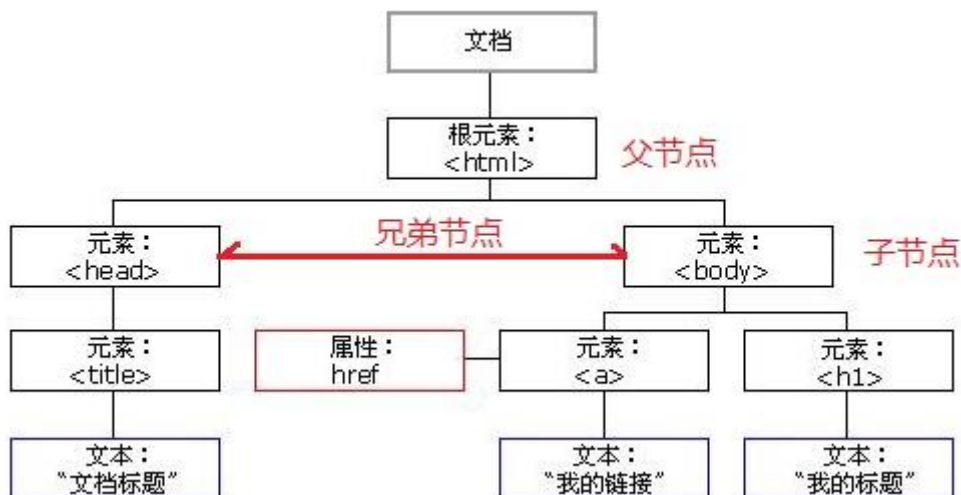 文档
根元素：
<html>
父节点
兄弟节点
元素：
<head>
元素：
<body>
子节点
元素：
<title>
属性：
href
元素：
<a>
元素：
<h1>
文本：
"文档标题"
文本：
"我的链接"
文本：
"我的标题"